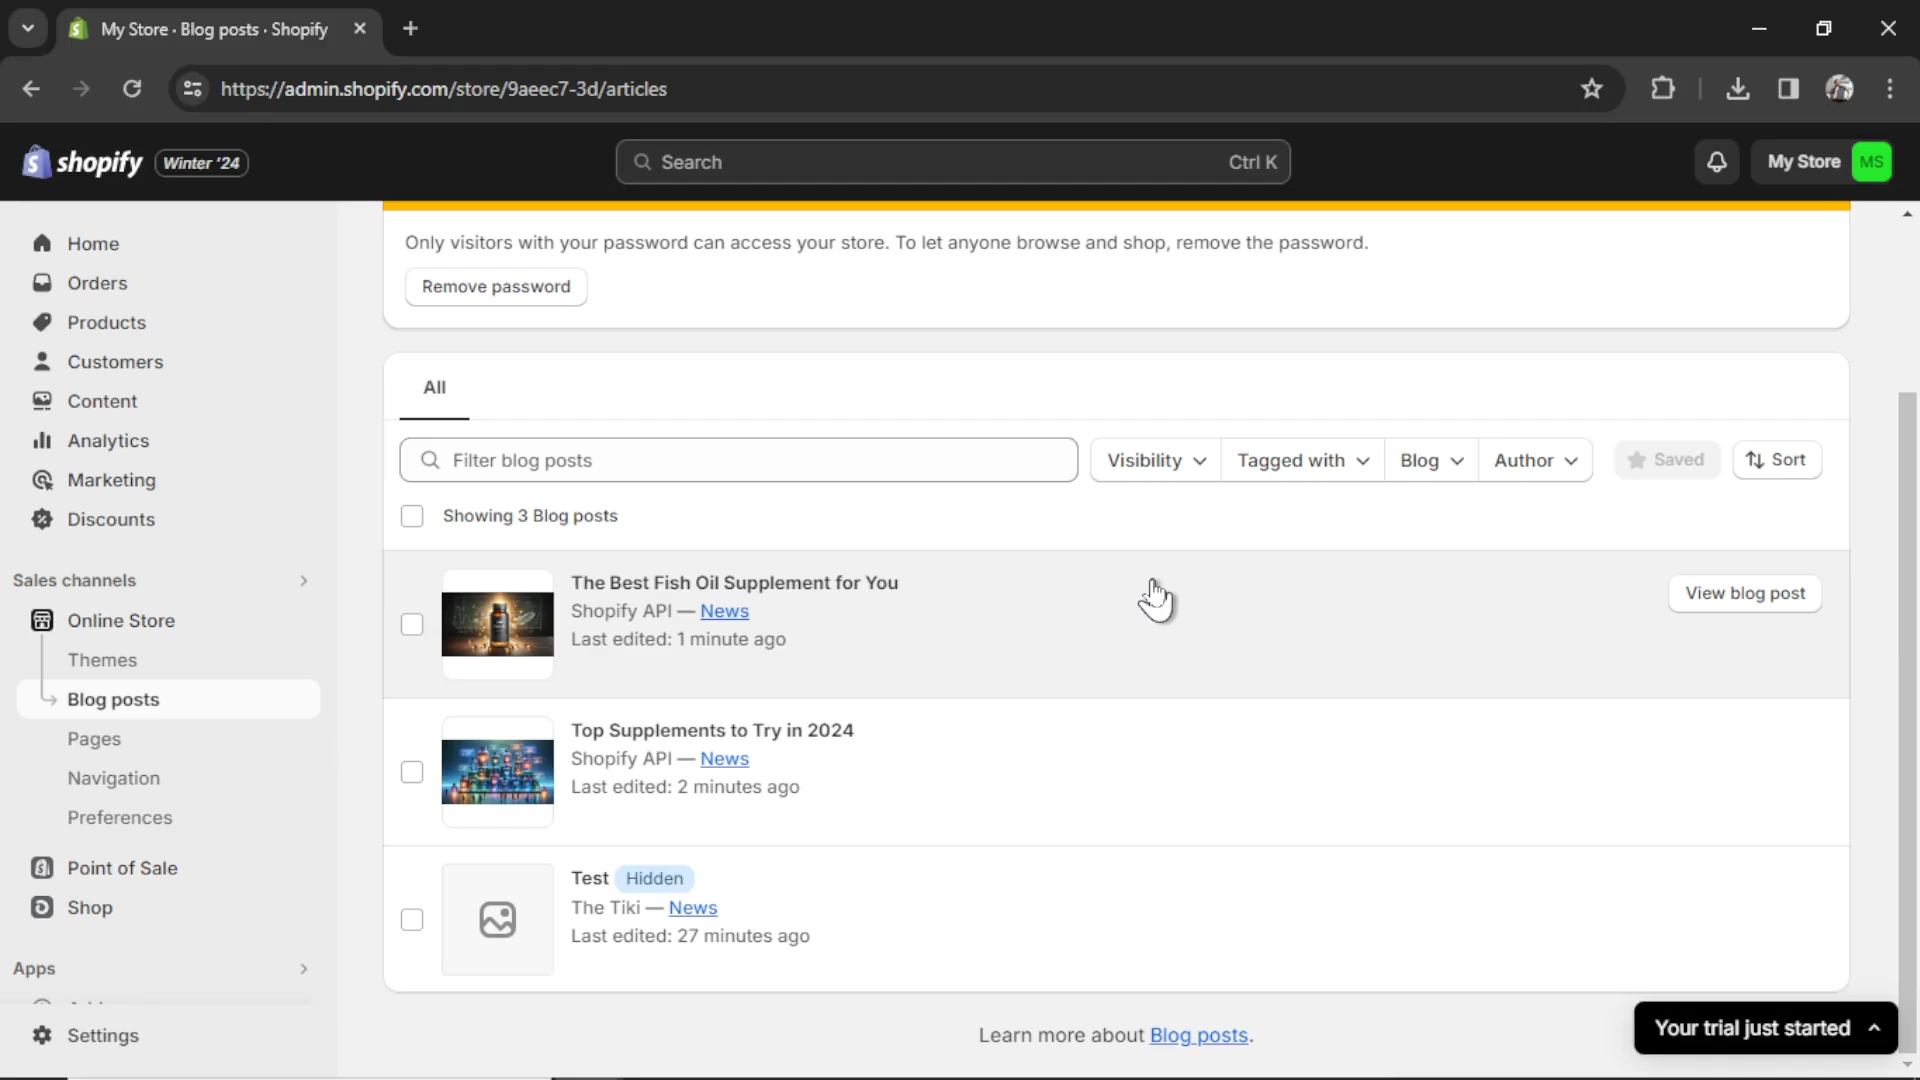 My Store · Blog posts · Shopify
https://admin.shopify.com/store/9aeec7-3d/articles
shopify Winter '24
Search Ctrl K
My Store MS
Home
Orders
Products
Customers
Content
Analytics
Marketing
Discounts
Sales channels
Online Store
Themes
Blog posts
Pages
Navigation
Preferences
Point of Sale
Shop
Apps
Settings
Only visitors with your password can access your store. To let anyone browse and shop, remove the password.
Remove password
All
Filter blog posts Visibility Tagged with Blog Author Saved Sort
Showing 3 Blog posts
The Best Fish Oil Supplement for You
Shopify API — News
Last edited: 1 minute ago
View blog post
Top Supplements to Try in 2024
Shopify API — News
Last edited: 2 minutes ago
Test Hidden
The Tiki — News
Last edited: 27 minutes ago
Learn more about Blog posts.
Your trial just started